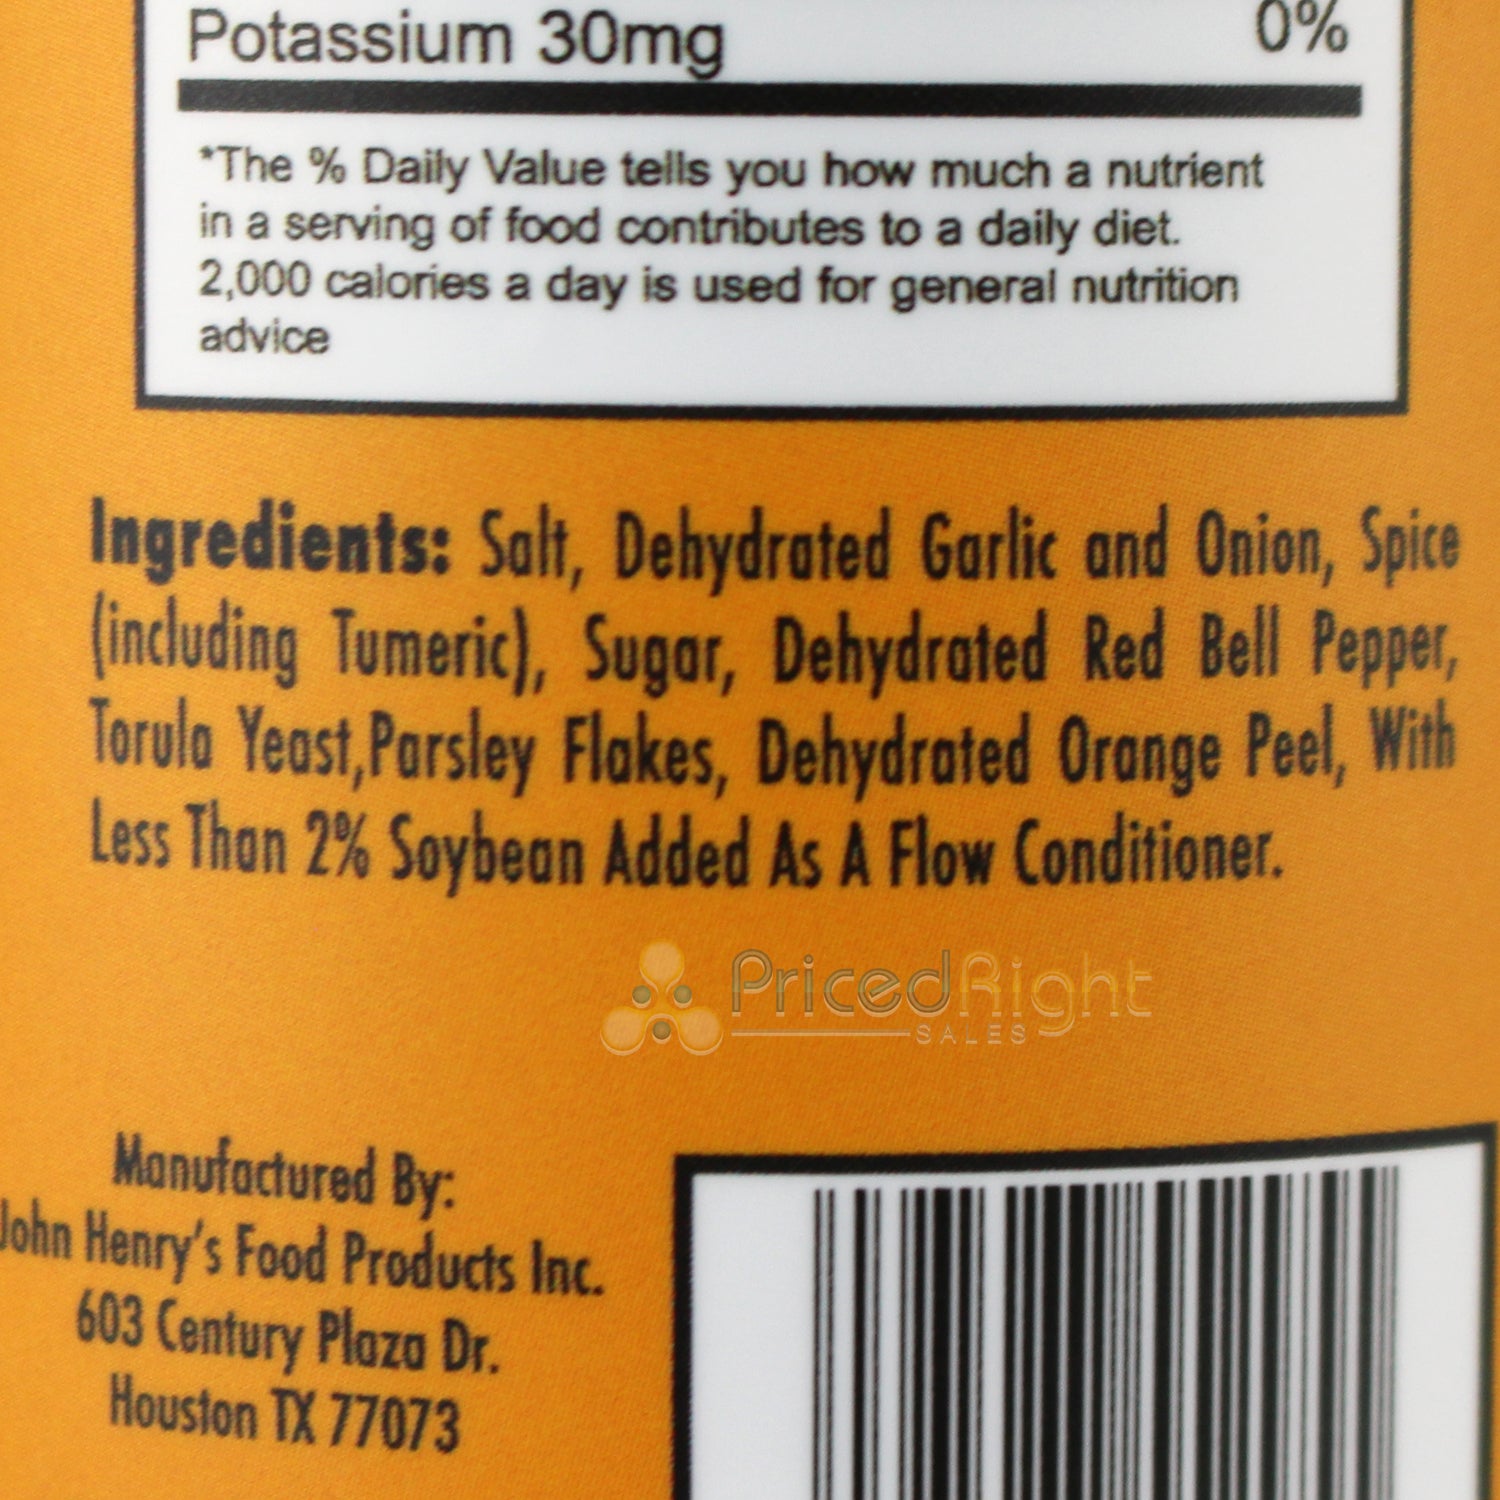 Potassium 30mg 0%
*The % Daily Value tells you how much a nutrient
in a serving of food contributes to a daily diet.
2,000 calories a day is used for general nutrition
advice
Ingredients: Salt, Dehydrated Garlic and Onion, Spice
(including Tumeric), Sugar, Dehydrated Red Bell Pepper,
Torula Yeast,Parsley Flakes, Dehydrated Orange Peel, With
Less Than 2% Soybean Added As A Flow Conditioner.
PricedRight
SALES
Manufactured By:
John Henry's Food Products Inc.
603 Century Plaza Dr.
Houston TX 77073